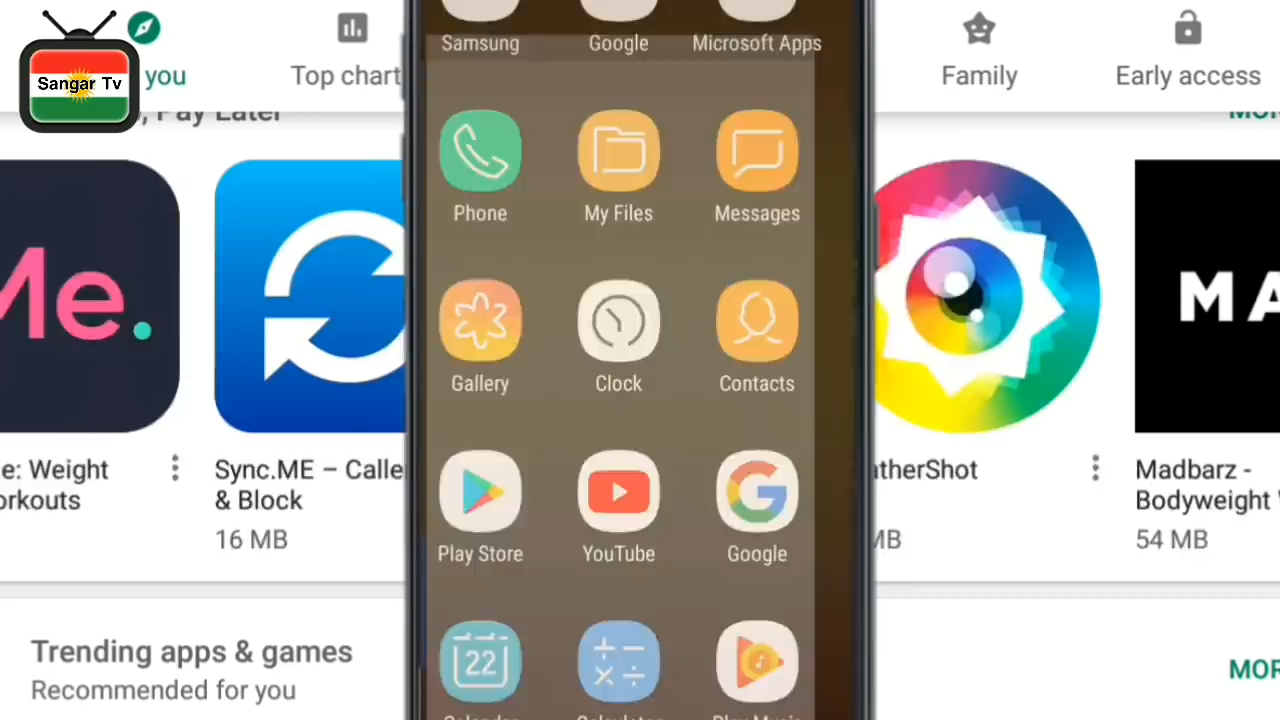 Sangar Tv
you
Top chart
Family
Early access
, Pay Later
Samsung
Google
Microsoft Apps
Phone
My Files
Messages
Gallery
Clock
Contacts
Play Store
YouTube
Google
22
Me.
MA
e: Weight
orkouts
Sync.ME – Calle
& Block
16 MB
atherShot
MB
Madbarz -
Bodyweight
54 MB
Trending apps & games
Recommended for you
MOR